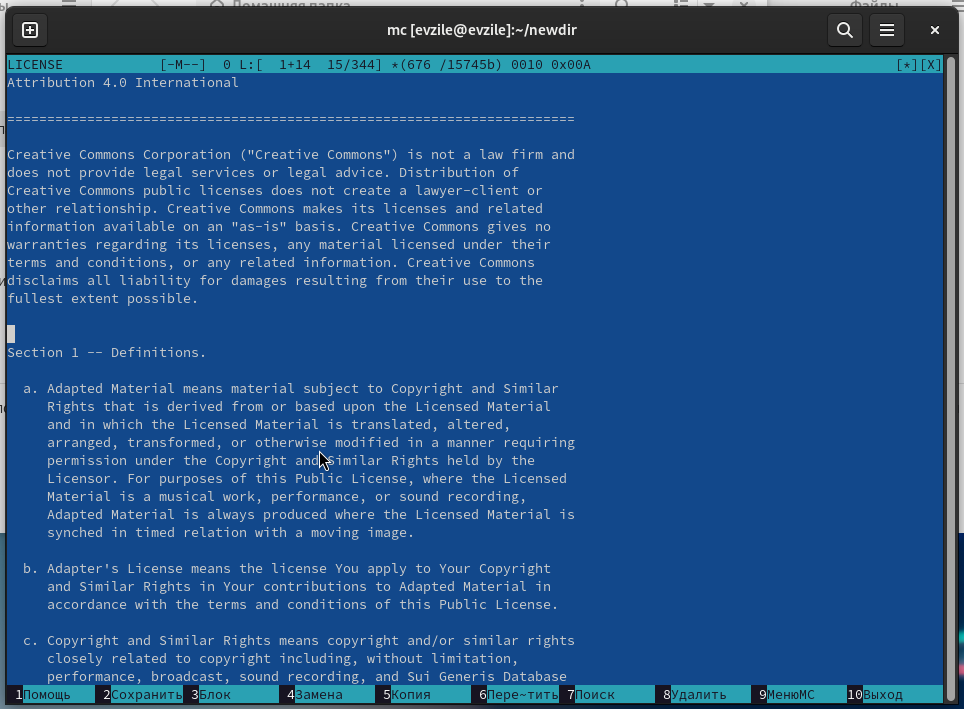 Домашняя папка
Файлы
mc [evzile@evzile]:~/newdir
LICENSE [-M--] 0 L:[ 1+14 15/344] *(676 /15745b) 0010 0x00A [*][X]
Attribution 4.0 International
=======================================================================
Creative Commons Corporation ("Creative Commons") is not a law firm and
does not provide legal services or legal advice. Distribution of
Creative Commons public licenses does not create a lawyer-client or
other relationship. Creative Commons makes its licenses and related
information available on an "as-is" basis. Creative Commons gives no
warranties regarding its licenses, any material licensed under their
terms and conditions, or any related information. Creative Commons
disclaims all liability for damages resulting from their use to the
fullest extent possible.
Section 1 -- Definitions.
a. Adapted Material means material subject to Copyright and Similar
Rights that is derived from or based upon the Licensed Material
and in which the Licensed Material is translated, altered,
arranged, transformed, or otherwise modified in a manner requiring
permission under the Copyright and Similar Rights held by the
Licensor. For purposes of this Public License, where the Licensed
Material is a musical work, performance, or sound recording,
Adapted Material is always produced where the Licensed Material is
synched in timed relation with a moving image.
b. Adapter's License means the license You apply to Your Copyright
and Similar Rights in Your contributions to Adapted Material in
accordance with the terms and conditions of this Public License.
c. Copyright and Similar Rights means copyright and/or similar rights
closely related to copyright including, without limitation,
performance, broadcast, sound recording, and Sui Generis Database
1Помощь 2Сохранить 3Блок 4Замена 5Копия 6Пере~тить 7Поиск 8Удалить 9МенюMC 10Выход